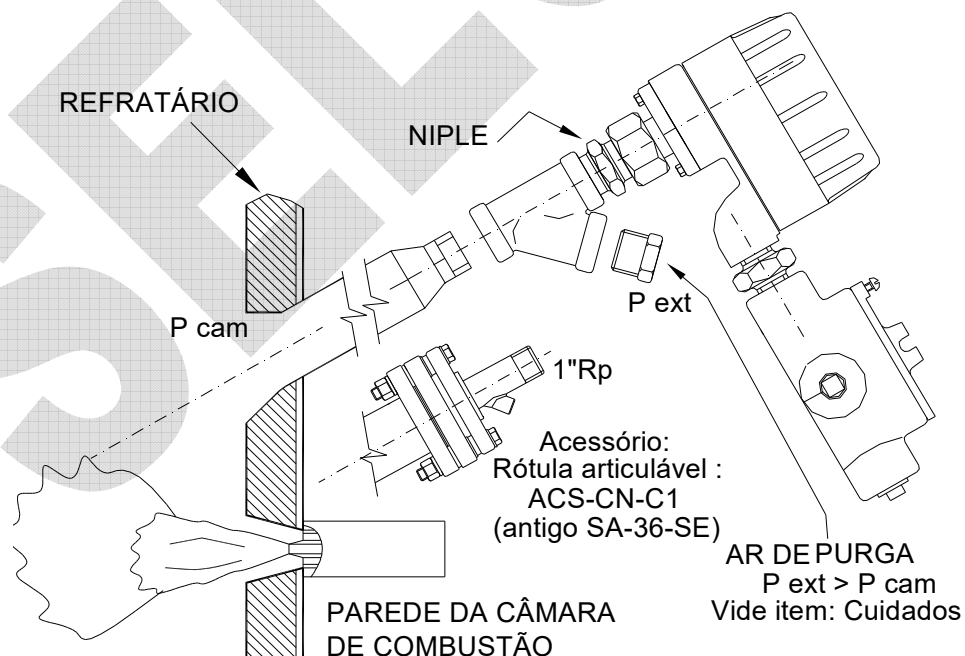 REFRATÁRIO
NIPLE
P cam
P ext
1"Rp
Acessório:
Rótula articulável :
ACS-CN-C1
(antigo SA-36-SE)
AR DE PURGA
P ext > P cam
Vide item: Cuidados
PAREDE DA CÂMARA
DE COMBUSTÃO